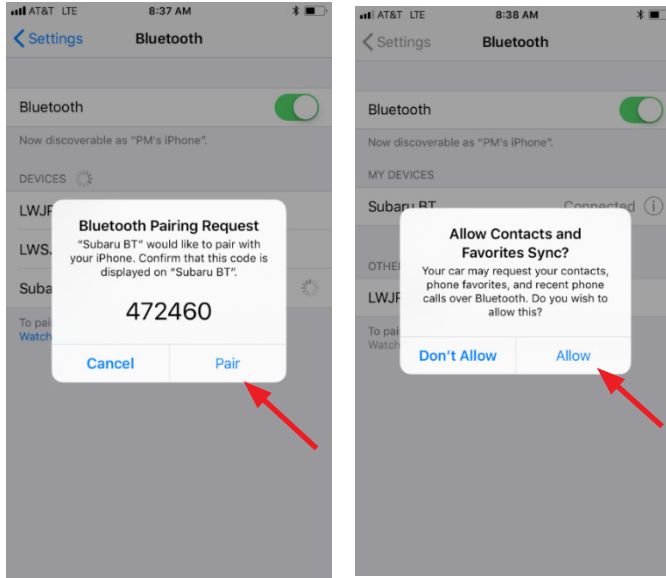 AT&T LTE 8:37 AM
Settings Bluetooth
Bluetooth
Now discoverable as "PM's iPhone".
DEVICES
LWJP
LWS.
Suba
To pai
Watch
Bluetooth Pairing Request
"Subaru BT" would like to pair with
your iPhone. Confirm that this code is
displayed on "Subaru BT".
472460
Cancel Pair
AT&T LTE 8:38 AM
Settings Bluetooth
Bluetooth
Now discoverable as "PM's iPhone".
MY DEVICES
Subaru BT Connected
OTHE
LWJP
To pai
Watch
Allow Contacts and
Favorites Sync?
Your car may request your contacts,
phone favorites, and recent phone
calls over Bluetooth. Do you wish to
allow this?
Don't Allow Allow